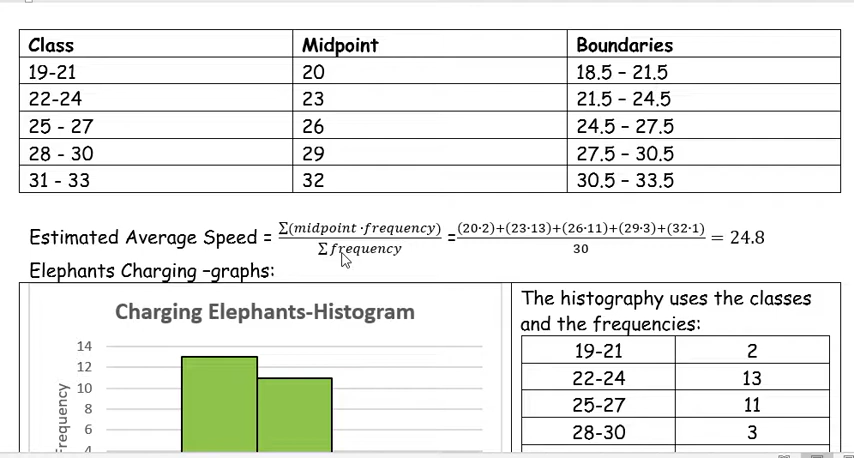 Class Midpoint Boundaries
19-21 20 18.5 – 21.5
22-24 23 21.5 – 24.5
25 - 27 26 24.5 – 27.5
28 - 30 29 27.5 – 30.5
31 - 33 32 30.5 – 33.5
Estimated Average Speed = ∑(midpoint ·frequency) / ∑ frequency = (20·2)+(23·13)+(26·11)+(29·3)+(32·1) / 30 = 24.8
Elephants Charging –graphs:
Charging Elephants-Histogram
14
12
10
8
6
4
Frequency
The histography uses the classes
and the frequencies:
19-21 2
22-24 13
25-27 11
28-30 3